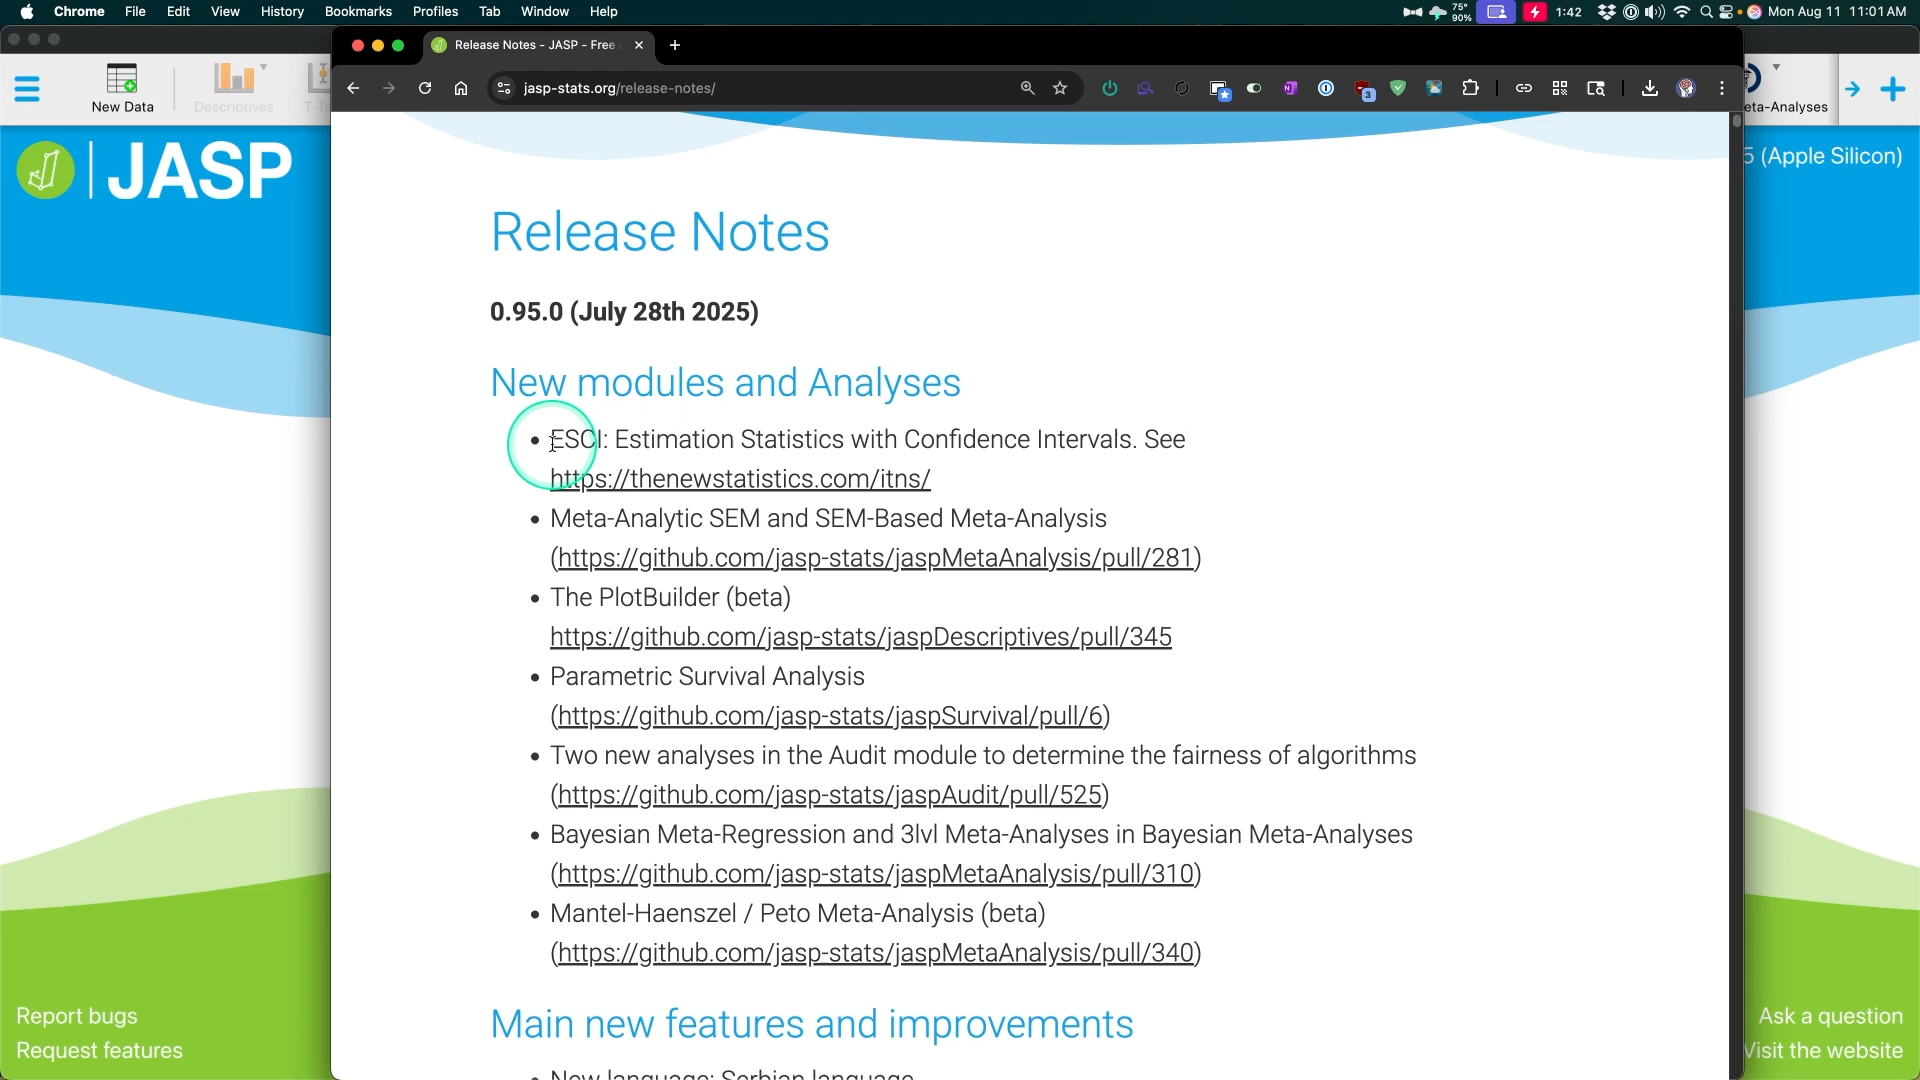 Chrome File Edit View History Bookmarks Profiles Tab Window Help
75° 90% 1:42 Mon Aug 11 11:01 AM
Release Notes - JASP - Free
jasp-stats.org/release-notes/
3
New Data
Descriptives
eta-Analyses
JASP
5 (Apple Silicon)
Release Notes
0.95.0 (July 28th 2025)
New modules and Analyses
• ESCI: Estimation Statistics with Confidence Intervals. See
https://thenewstatistics.com/itns/
• Meta-Analytic SEM and SEM-Based Meta-Analysis
(https://github.com/jasp-stats/jaspMetaAnalysis/pull/281)
• The PlotBuilder (beta)
https://github.com/jasp-stats/jaspDescriptives/pull/345
• Parametric Survival Analysis
(https://github.com/jasp-stats/jaspSurvival/pull/6)
• Two new analyses in the Audit module to determine the fairness of algorithms
(https://github.com/jasp-stats/jaspAudit/pull/525)
• Bayesian Meta-Regression and 3lvl Meta-Analyses in Bayesian Meta-Analyses
(https://github.com/jasp-stats/jaspMetaAnalysis/pull/310)
• Mantel-Haenszel / Peto Meta-Analysis (beta)
(https://github.com/jasp-stats/jaspMetaAnalysis/pull/340)
Main new features and improvements
• New language: Serbian language
Report bugs
Request features
Ask a question
Visit the website